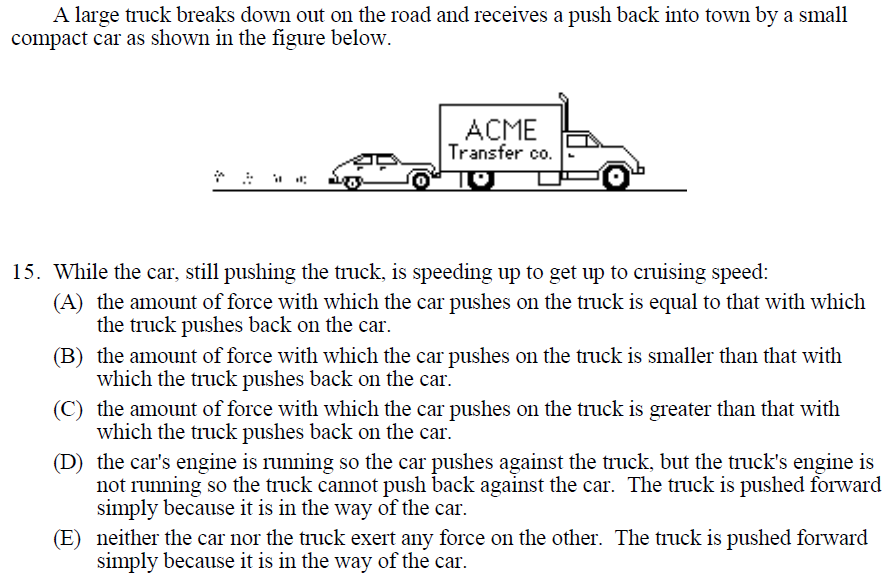 A large truck breaks down out on the road and receives a push back into town by a small
compact car as shown in the figure below.
ACME
Transfer co.
15. While the car, still pushing the truck, is speeding up to get up to cruising speed:
(A) the amount of force with which the car pushes on the truck is equal to that with which
the truck pushes back on the car.
(B) the amount of force with which the car pushes on the truck is smaller than that with
which the truck pushes back on the car.
(C) the amount of force with which the car pushes on the truck is greater than that with
which the truck pushes back on the car.
(D) the car's engine is running so the car pushes against the truck, but the truck's engine is
not running so the truck cannot push back against the car. The truck is pushed forward
simply because it is in the way of the car.
(E) neither the car nor the truck exert any force on the other. The truck is pushed forward
simply because it is in the way of the car.